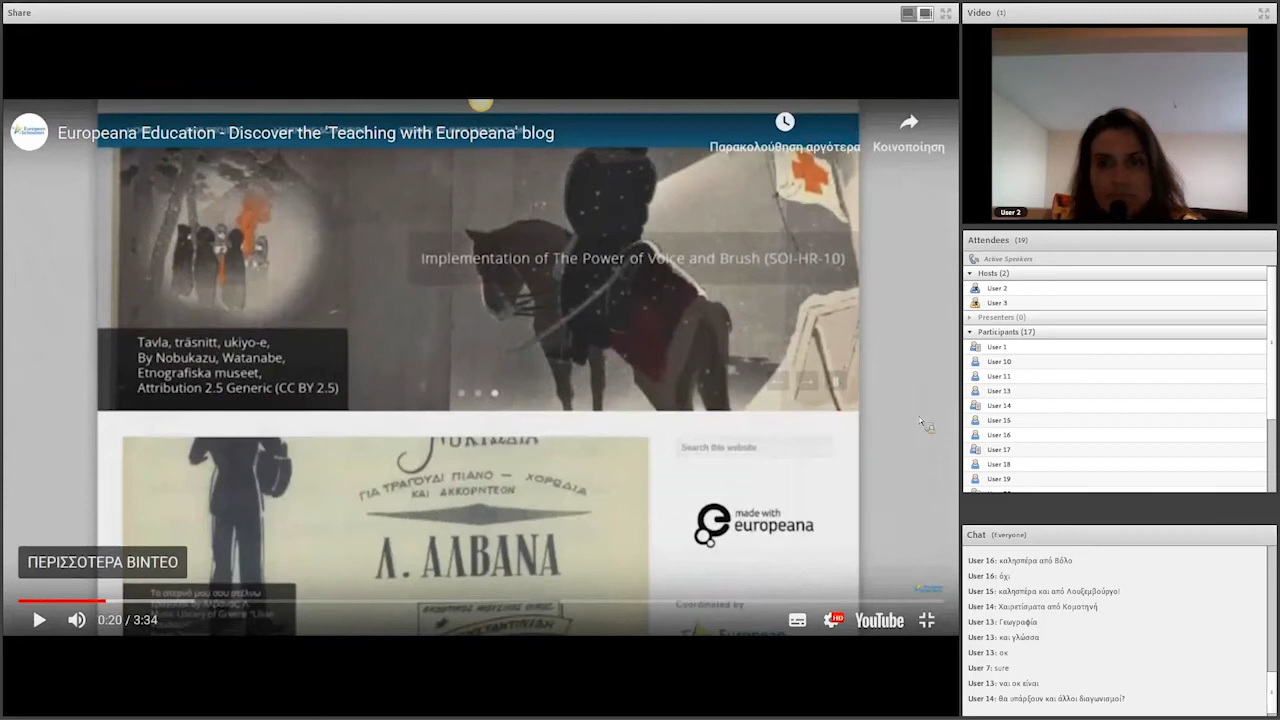 Share
Europeana Education - Discover the 'Teaching with Europeana' blog
Παρακολούθηση αργότερα
Κοινοποίηση
Implementation of The Power of Voice and Brush (SOI-HR-10)
Tavla, träsnitt, ukiyo-e,
By Nobukazu, Watanabe,
Etnografiska museet,
Attribution 2.5 Generic (CC BY 2.5)
ΓΙΑ ΤΡΑΓΟΥΔΙ ΠΙΑΝΟ — ΧΟΡΩΔΙΑ
ΚΑΙ ΑΚΚΟΡΝΤΕΟΝ
Λ. ΑΛΒΑΝΑ
Search this website
made with
europeana
Coordinated by
ΠΕΡΙΣΣΟΤΕΡΑ ΒΙΝΤΕΟ
0:20 / 3:34
HD
YouTube
Video (1)
User 2
Attendees (19)
Active Speakers
Hosts (2)
User 2
User 3
Presenters (0)
Participants (17)
User 1
User 10
User 11
User 13
User 14
User 15
User 16
User 17
User 18
User 19
Chat (Everyone)
User 16: καλησπέρα από Βόλο
User 16: όχι
User 15: καλησπέρα και από Λουξεμβούργο!
User 14: Χαιρετίσματα από Κομοτηνή
User 13: Γεωγραφία
User 13: και γλώσσα
User 13: οκ
User 7: sure
User 13: ναι οκ είναι
User 14: θα υπάρξουν και άλλοι διαγωνισμοί?